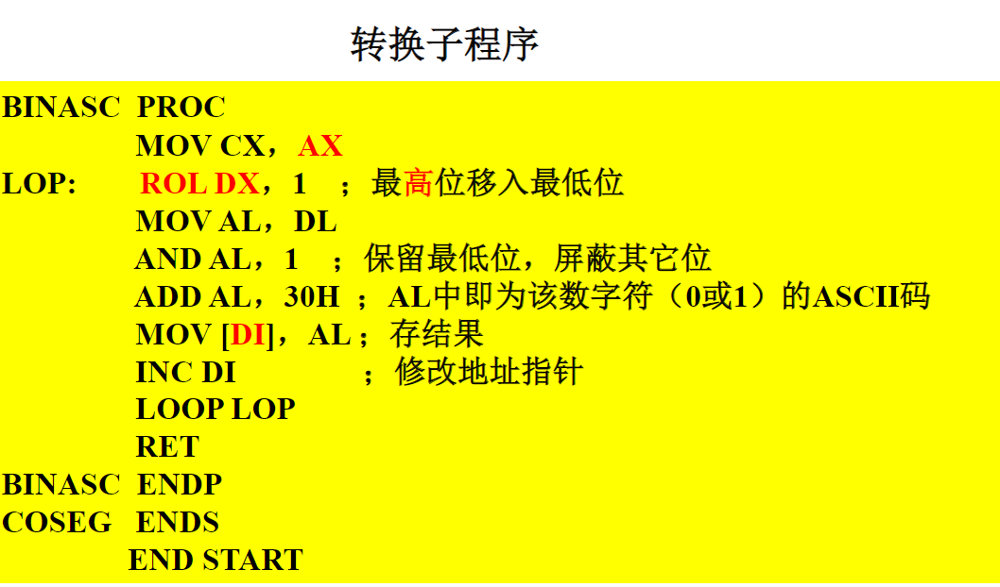 转换子程序
BINASC PROC
MOV CX，AX
LOP: ROL DX，1 ；最高位移入最低位
MOV AL，DL
AND AL，1 ；保留最低位，屏蔽其它位
ADD AL，30H ；AL中即为该数字符（0或1）的ASCII码
MOV [DI]，AL；存结果
INC DI ；修改地址指针
LOOP LOP
RET
BINASC ENDP
COSEG ENDS
END START